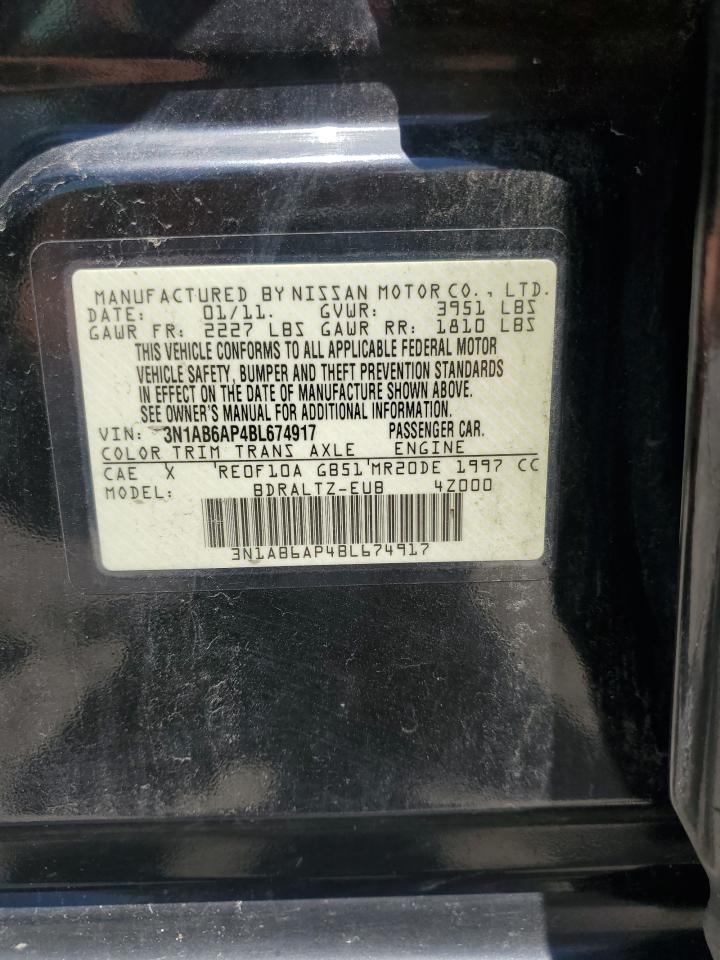 MANUFACTURED BY NISSAN MOTOR CO., LTD.
DATE: 01/11. GVWR: 3951 LBS
GAWR FR: 2227 LBS GAWR RR: 1810 LBS
THIS VEHICLE CONFORMS TO ALL APPLICABLE FEDERAL MOTOR
VEHICLE SAFETY, BUMPER AND THEFT PREVENTION STANDARDS
IN EFFECT ON THE DATE OF MANUFACTURE SHOWN ABOVE.
SEE OWNER'S MANUAL FOR ADDITIONAL INFORMATION.
VIN: 3N1AB6AP4BL674917 PASSENGER CAR.
COLOR TRIM TRANS AXLE ENGINE
CAE X RE0F10A GB51 MR20DE 1997 CC
MODEL: BDRALTZ-EUB 4Z000
3N1AB6AP4BL674917